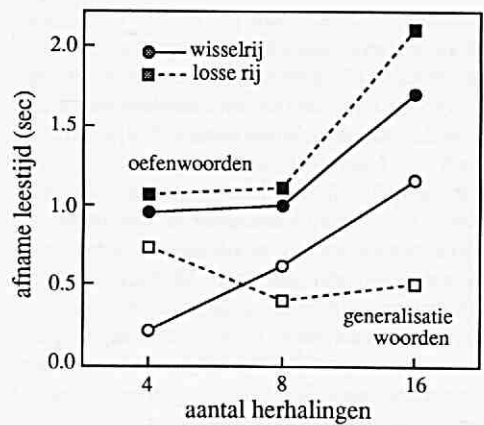 2.0
1.5
1.0
0.5
0.0
afname leestijd (sec)
wisselrij
losse rij
oefenwoorden
generalisatie
woorden
4
8
16
aantal herhalingen